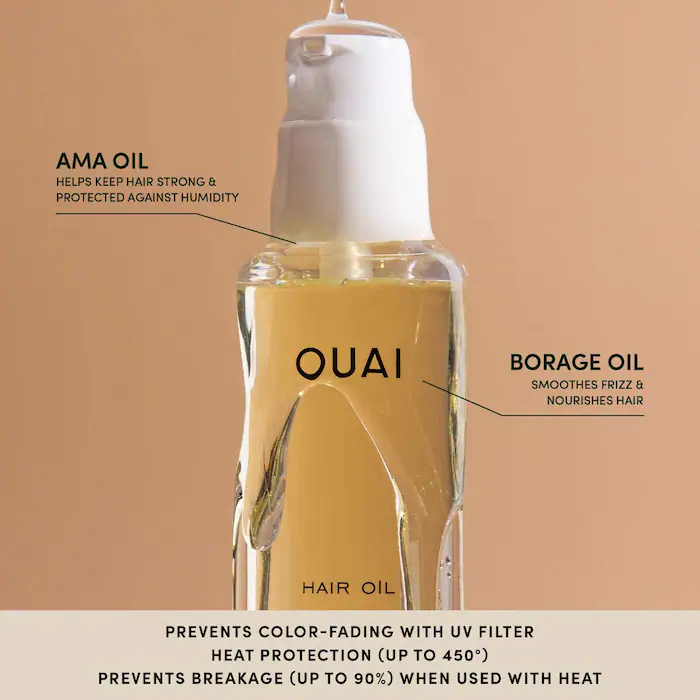 AMA OIL
HELPS KEEP HAIR STRONG &
PROTECTED AGAINST HUMIDITY
OUAI
BORAGE OIL
SMOOTHES FRIZZ &
NOURISHES HAIR
HAIR OIL
PREVENTS COLOR-FADING WITH UV FILTER
HEAT PROTECTION (UP TO 450°)
PREVENTS BREAKAGE (UP TO 90%) WHEN USED WITH HEAT